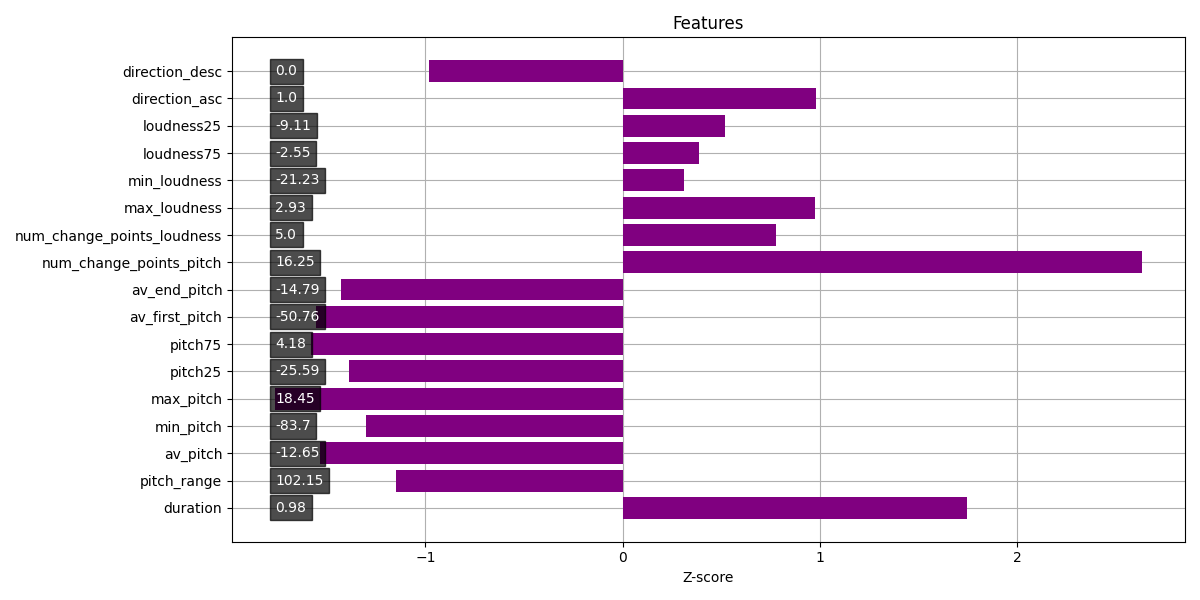 Features
direction_desc 0.0
direction_asc 1.0
loudness25 -9.11
loudness75 -2.55
min_loudness -21.23
max_loudness 2.93
num_change_points_loudness 5.0
num_change_points_pitch 16.25
av_end_pitch -14.79
av_first_pitch -50.76
pitch75 4.18
pitch25 -25.59
max_pitch 18.45
min_pitch -83.7
av_pitch -12.65
pitch_range 102.15
duration 0.98
−1 0 1 2
Z-score